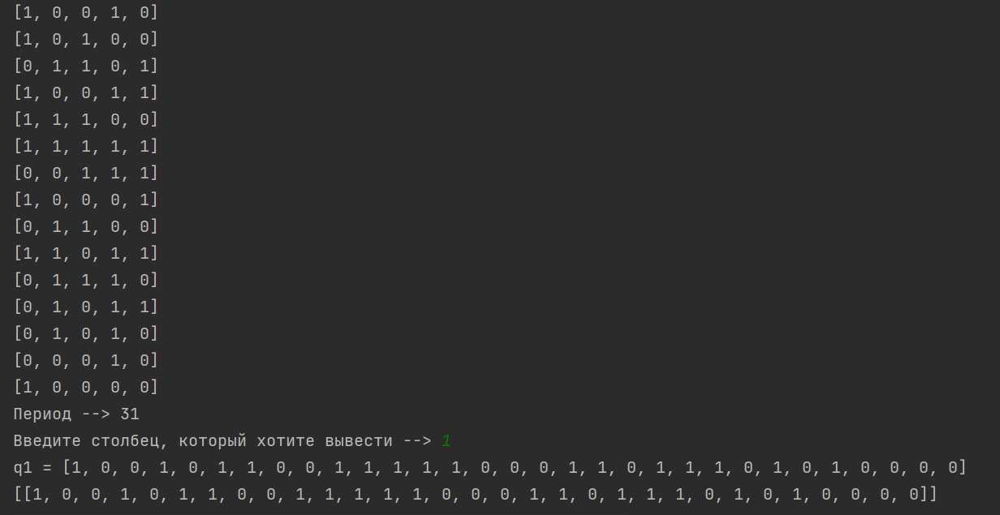 [1, 0, 0, 1, 0]
[1, 0, 1, 0, 0]
[0, 1, 1, 0, 1]
[1, 0, 0, 1, 1]
[1, 1, 1, 0, 0]
[1, 1, 1, 1, 1]
[0, 0, 1, 1, 1]
[1, 0, 0, 0, 1]
[0, 1, 1, 0, 0]
[1, 1, 0, 1, 1]
[0, 1, 1, 1, 0]
[0, 1, 0, 1, 1]
[0, 1, 0, 1, 0]
[0, 0, 0, 1, 0]
[1, 0, 0, 0, 0]
Период --> 31
Введите столбец, который хотите вывести --> 1
q1 = [1, 0, 0, 1, 0, 1, 1, 0, 0, 1, 1, 1, 1, 1, 0, 0, 0, 1, 1, 0, 1, 1, 1, 0, 1, 0, 1, 0, 0, 0, 0]
[[1, 0, 0, 1, 0, 1, 1, 0, 0, 1, 1, 1, 1, 1, 0, 0, 0, 1, 1, 0, 1, 1, 1, 0, 1, 0, 1, 0, 0, 0, 0]]